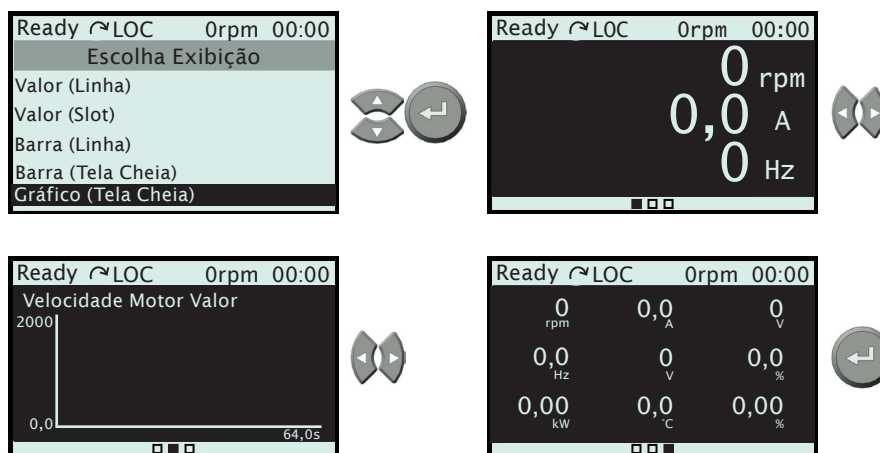 Ready LOC 0rpm 00:00
Escolha Exibição
Valor (Linha)
Valor (Slot)
Barra (Linha)
Barra (Tela Cheia)
Gráfico (Tela Cheia)
Ready LOC 0rpm 00:00
0 rpm
0,0 A
0 Hz
Ready LOC 0rpm 00:00
Velocidade Motor Valor
2000
0,0
64,0s
Ready LOC 0rpm 00:00
0 0,0 0
rpm A V
0,0 0 0,0
Hz V %
0,00 0,0 0,00
kW °C %